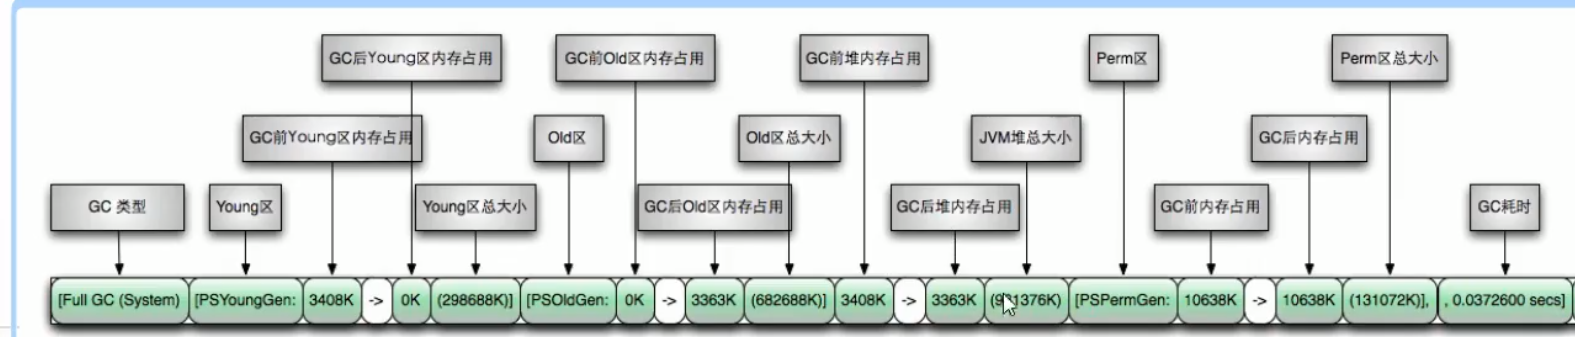 GC后Young区内存占用 GC前Old区内存占用 GC前堆内存占用 Perm区 Perm区总大小
GC前Young区内存占用 Old区 Old区总大小 JVM堆总大小 GC后内存占用
GC 类型 Young区 Young区总大小 GC后Old区内存占用 GC后堆内存占用 GC前内存占用 GC耗时
[Full GC (System) [PSYoungGen: 3408K -> 0K (298688K)] [PSOldGen: 0K -> 3363K (682688K)] 3408K -> 3363K [PSPermGen: 10638K -> 10638K (131072K)], , 0.0372600 secs]